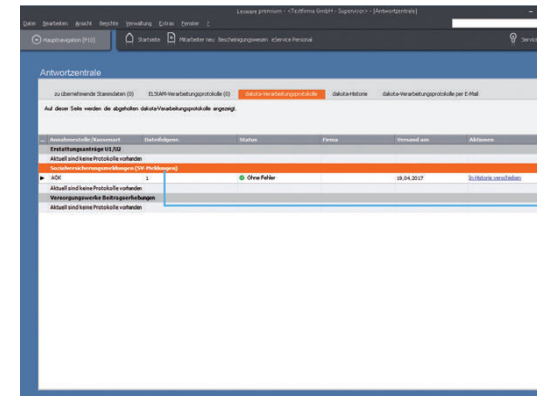 Lexware premium - <Testfirma GmbH - Supervisor> - [Antwortzentrale]
Datei Bearbeiten Ansicht Berichte Verwaltung Extras Fenster ?
Hauptnavigation (F10) Startseite Mitarbeiter neu Bescheinigungswesen eService Personal Service
Antwortzentrale
zu übernehmende Stammdaten (0) ELStAM-Verarbeitungsprotokolle (0) dakota-Verarbeitungsprotokolle dakota-Historie dakota-Verarbeitungsprotokolle per E-Mail
Auf dieser Seite werden die abgeholten dakota-Verarbeitungsprotokolle angezeigt.
... Annahmestelle/Kassenart Dateifolgenr. Status Firma Versand am Aktionen
Erstattungsanträge U1/U2
Aktuell sind keine Protokolle vorhanden
Sozialversicherungsmeldungen (SV-Meldungen)
AOK 1 Ohne Fehler 19.04.2017 In Historie verschieben
Aktuell sind keine Protokolle vorhanden
Versorgungswerke Beitragserhebungen
Aktuell sind keine Protokolle vorhanden